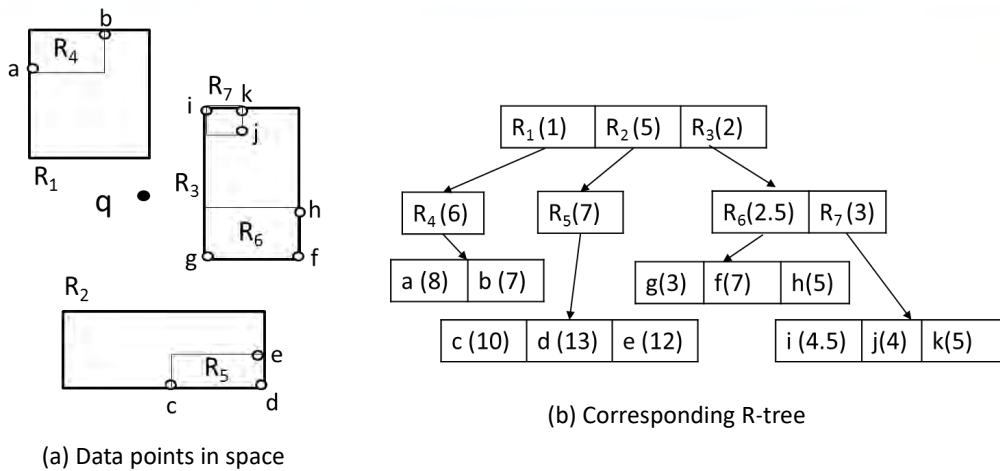 b
R₄
a
R₁
q
R₇
i
k
j
R₃
h
R₆
g
f
R₂
e
R₅
c
d
(a) Data points in space
R₁(1) R₂(5) R₃(2)
R₄(6) R₅(7) R₆(2.5) R₇(3)
a (8) b (7) g(3) f(7) h(5)
c (10) d (13) e (12) i (4.5) j(4) k(5)
(b) Corresponding R-tree